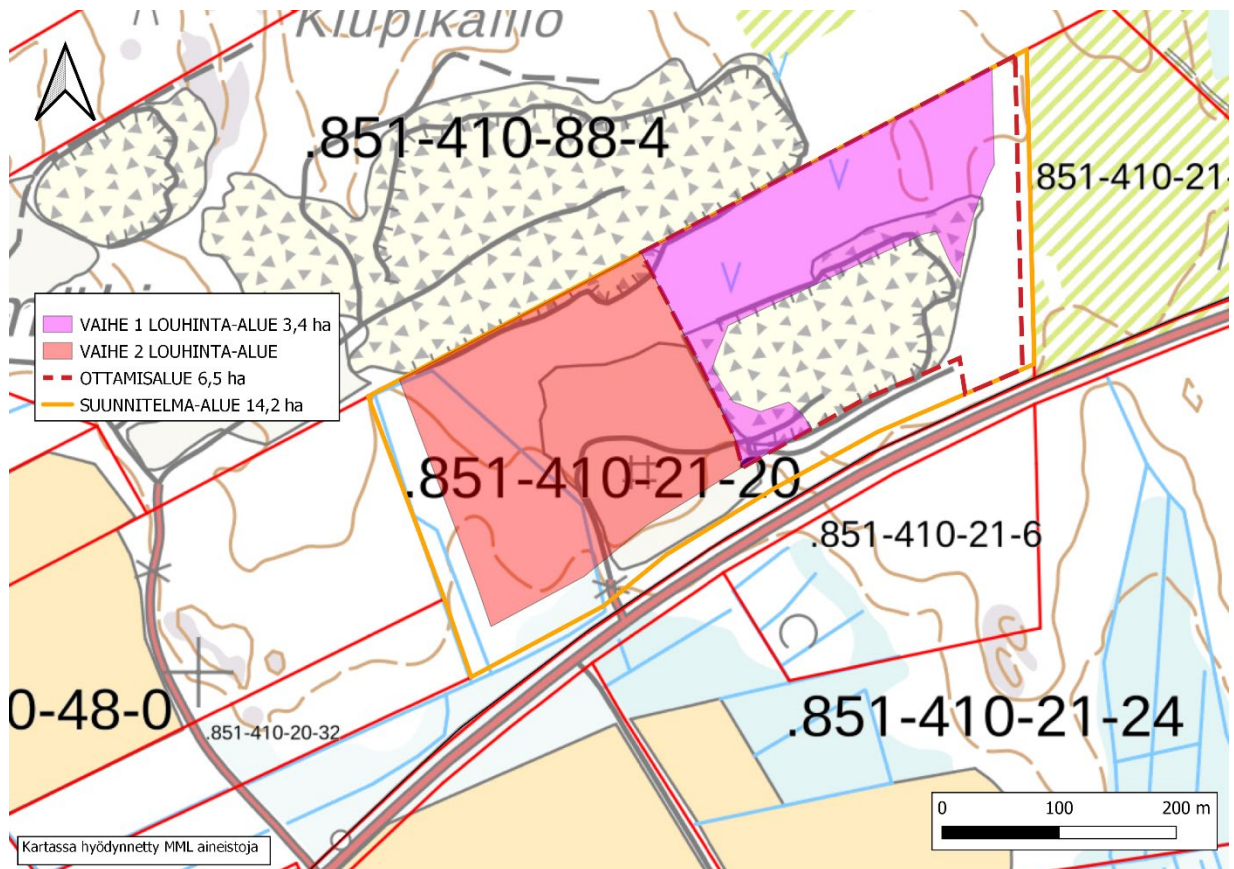 Kiupikallio
.851-410-88-4
.851-410-21-
VAIHE 1 LOUHINTA-ALUE 3,4 ha
VAIHE 2 LOUHINTA-ALUE
OTTAMISALUE 6,5 ha
SUUNNITELMA-ALUE 14,2 ha
.851-410-21-20
.851-410-21-6
0-48-0
.851-410-20-32
.851-410-21-24
0 100 200 m
Kartassa hyödynnetty MML aineistoja